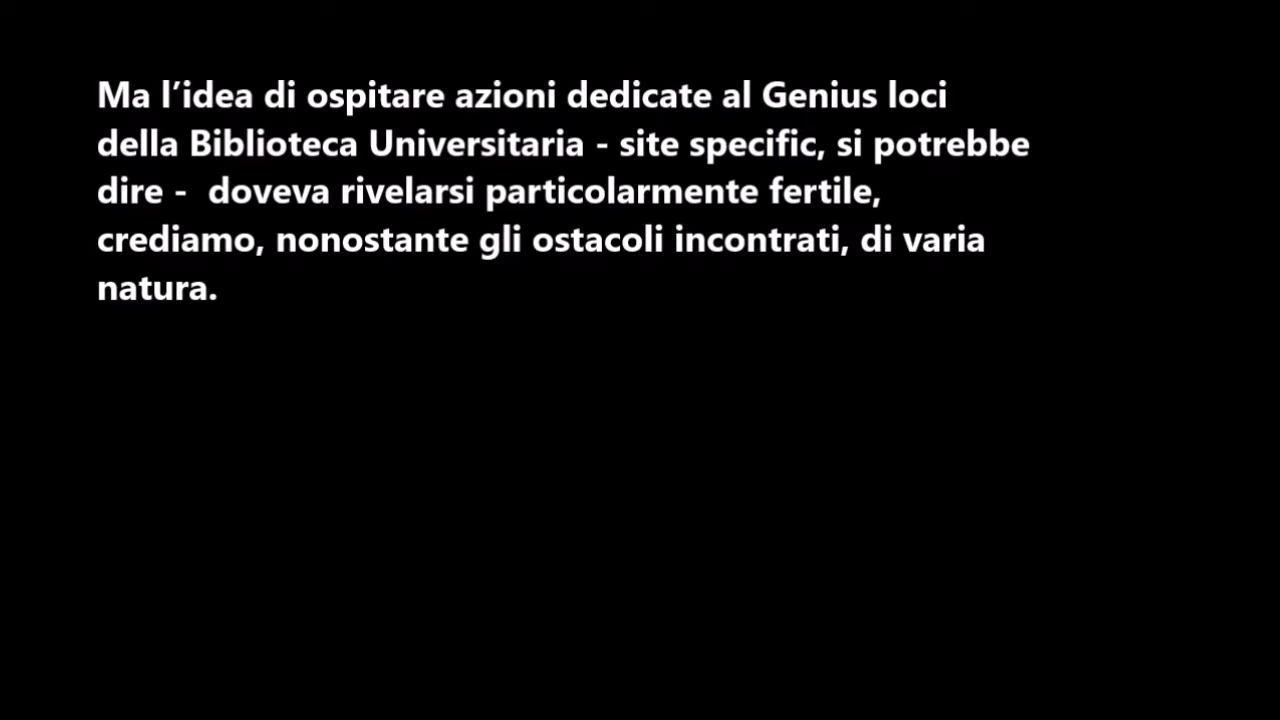 Ma l’idea di ospitare azioni dedicate al Genius loci
della Biblioteca Universitaria - site specific, si potrebbe
dire -  doveva rivelarsi particolarmente fertile,
crediamo, nonostante gli ostacoli incontrati, di varia
natura.